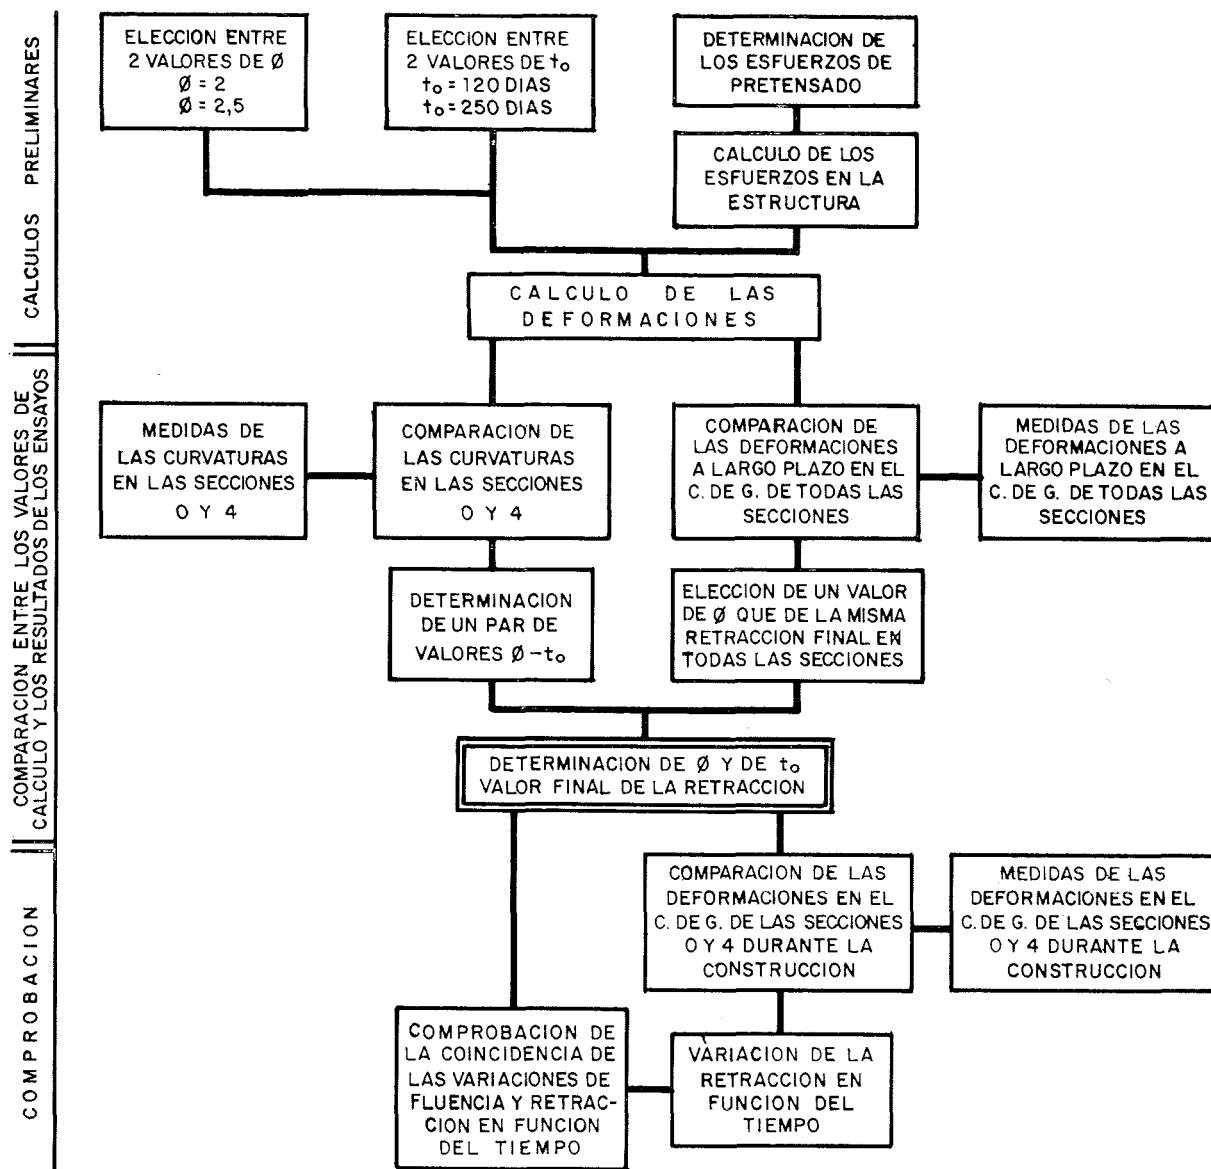 CALCULOS PRELIMINARES
ELECCION ENTRE
2 VALORES DE Ø
Ø = 2
Ø = 2,5
ELECCION ENTRE
2 VALORES DE to
to = 120 DIAS
to = 250 DIAS
DETERMINACION DE
LOS ESFUERZOS DE
PRETENSADO
CALCULO DE LOS
ESFUERZOS EN LA
ESTRUCTURA
CALCULO DE LAS
DEFORMACIONES
COMPARACION ENTRE LOS VALORES DE
CALCULO Y LOS RESULTADOS DE LOS ENSAYOS
MEDIDAS DE
LAS CURVATURAS
EN LAS SECCIONES
0 Y 4
COMPARACION DE
LAS CURVATURAS
EN LAS SECCIONES
0 Y 4
COMPARACION DE
LAS DEFORMACIONES
A LARGO PLAZO EN EL
C. DE G. DE TODAS LAS
SECCIONES
MEDIDAS DE LAS
DEFORMACIONES A
LARGO PLAZO EN EL
C. DE G. DE TODAS LAS
SECCIONES
DETERMINACION
DE UN PAR DE
VALORES Ø - to
ELECCION DE UN VALOR
DE Ø QUE DE LA MISMA
RETRACCION FINAL EN
TODAS LAS SECCIONES
DETERMINACION DE Ø Y DE to
VALOR FINAL DE LA RETRACCION
COMPROBACION
COMPARACION DE LAS
DEFORMACIONES EN EL
C. DE G. DE LAS SECCIONES
0 Y 4 DURANTE LA
CONSTRUCCION
MEDIDAS DE LAS
DEFORMACIONES EN EL
C. DE G. DE LAS SECCIONES
0 Y 4 DURANTE LA
CONSTRUCCION
COMPROBACION DE
LA COINCIDENCIA DE
LAS VARIACIONES DE
FLUENCIA Y RETRAC-
CION EN FUNCION
DEL TIEMPO
VARIACION DE LA
RETRACCION EN
FUNCION DEL
TIEMPO